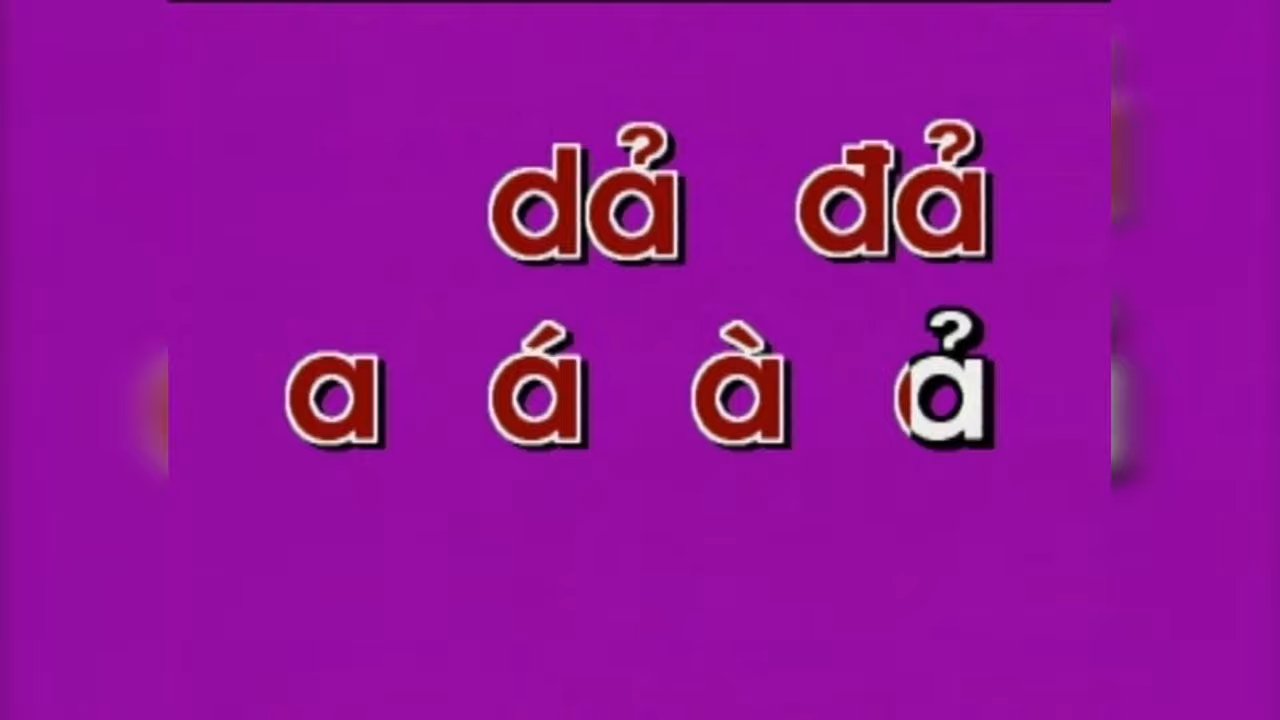 dả đả
a á à ả